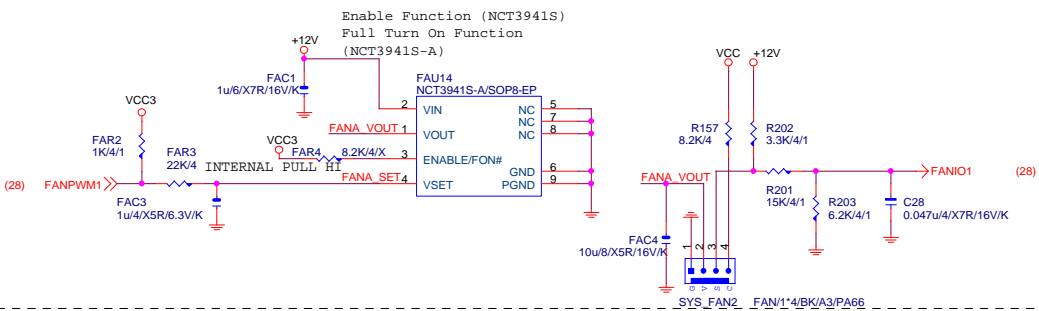 Enable Function (NCT3941S)
Full Turn On Function
(NCT3941S-A)
+12V
FAC1
1u/6/X7R/16V/K
FAU14
NCT3941S-A/SOP8-EP
2 VIN
FANA_VOUT 1 VOUT
3 ENABLE/FON#
FANA_SET 4 VSET
NC 5
NC 7
NC 8
GND 6
PGND 9
VCC3
FAR2
1K/4/1
FAR3
22K/4
VCC3
FAR4 8.2K/4/X
INTERNAL PULL HI
(28) FANPWM1
FAC3
1u/4/X5R/6.3V/K
VCC +12V
R157
8.2K/4
R202
3.3K/4/1
FANA_VOUT
R201
15K/4/1
R203
6.2K/4/1
C28
0.047u/4/X7R/16V/K
FANIO1 (28)
FAC4
10u/8/X5R/16V/K
1 2 3 4
G V S C
SYS_FAN2 FAN/1*4/BK/A3/PA66